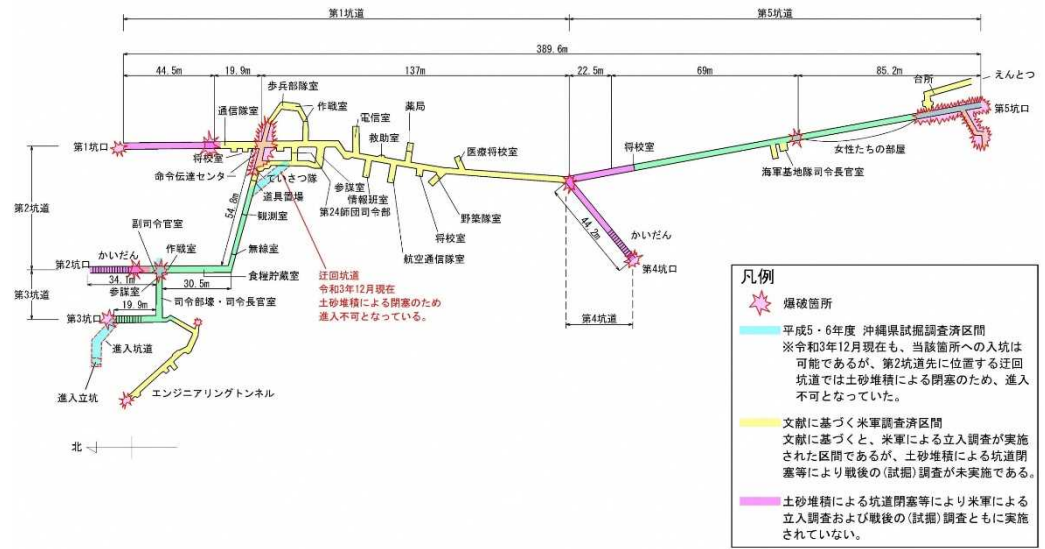 第1坑道
第5坑道
389.6m
44.5m
19.9m
137m
22.5m
69m
85.2m
えんとつ
台所
歩兵部隊室
作戦室
通信隊室
電信室
薬局
救助室
第5坑口
第1坑口
医療将校室
将校室
女性たちの部屋
将校室
海軍基地隊司令長官室
命令伝達センター
ていさつ隊
参謀室
情報班室
道具置場
第24師団司令部
野築隊室
将校室
航空通信隊室
第2坑道
54.8m
観測室
44.2m
かいだん
副司令官室
作戦室
無線室
第4坑口
かいだん
第2坑口
食糧貯蔵室
34.1m
参謀室
30.5m
迂回坑道
令和3年12月現在
土砂堆積による閉塞のため
進入不可となっている。
第3坑道
司令部壕・司令長官室
19.9m
第3坑口
第4坑道
進入坑道
進入立坑
エンジニアリングトンネル
北
凡例
爆破箇所
平成5・6年度 沖縄県試掘調査済区間
※令和3年12月現在も、当該箇所への入坑は
可能であるが、第2坑道先に位置する迂回
坑道では土砂堆積による閉塞のため、進入
不可となっていた。
文献に基づく米軍調査済区間
文献に基づくと、米軍による立入調査が実施
された区間であるが、土砂堆積による坑道閉
塞等により戦後の(試掘)調査が未実施である。
土砂堆積による坑道閉塞等により米軍による
立入調査および戦後の(試掘)調査ともに実施
されていない。